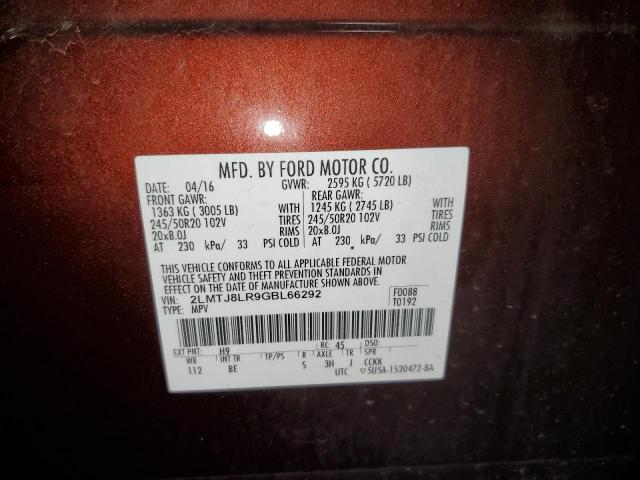 MFD. BY FORD MOTOR CO.
DATE: 04/16 GVWR: 2595 KG ( 5720 LB)
FRONT GAWR: REAR GAWR:
1363 KG ( 3005 LB) WITH 1245 KG ( 2745 LB) WITH
245/50R20 102V TIRES 245/50R20 102V TIRES
20x8.0J RIMS 20x8.0J RIMS
AT 230 kPa/ 33 PSI COLD AT 230 kPa/ 33 PSI COLD
THIS VEHICLE CONFORMS TO ALL APPLICABLE FEDERAL MOTOR
VEHICLE SAFETY AND THEFT PREVENTION STANDARDS IN
EFFECT ON THE DATE OF MANUFACTURE SHOWN ABOVE.
VIN: 2LMTJ8LR9GBL66292 F0088
TYPE: MPV T0192
EXT PNT: H9 RC: 45 DSO:
WB INT TR TP/PS R AXLE TR SPR
112 BE S 3H J CCKK
UTC 5U5A-1520472-BA